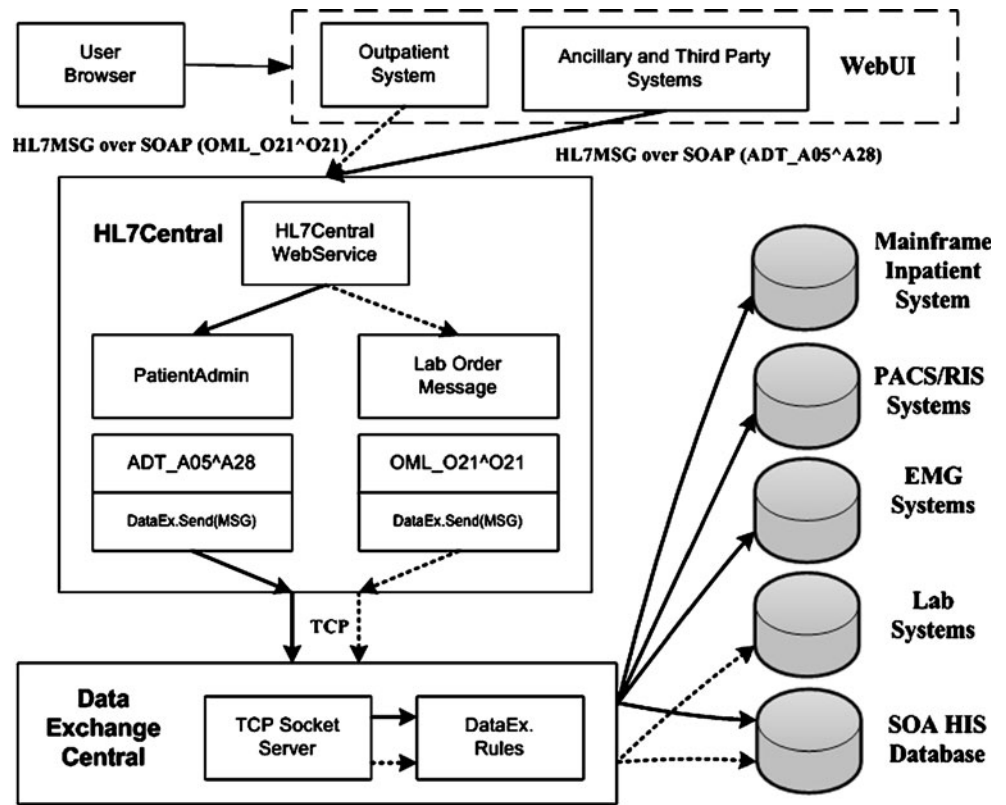 User
Browser
Outpatient
System
Ancillary and Third Party
Systems
WebUI
HL7MSG over SOAP (OML_O21^O21)
HL7MSG over SOAP (ADT_A05^A28)
HL7Central
HL7Central
WebService
PatientAdmin
Lab Order
Message
ADT_A05^A28
OML_O21^O21
DataEx.Send(MSG)
DataEx.Send(MSG)
TCP
Data
Exchange
Central
TCP Socket
Server
DataEx.
Rules
Mainframe
Inpatient
System
PACS/RIS
Systems
EMG
Systems
Lab
Systems
SOA HIS
Database